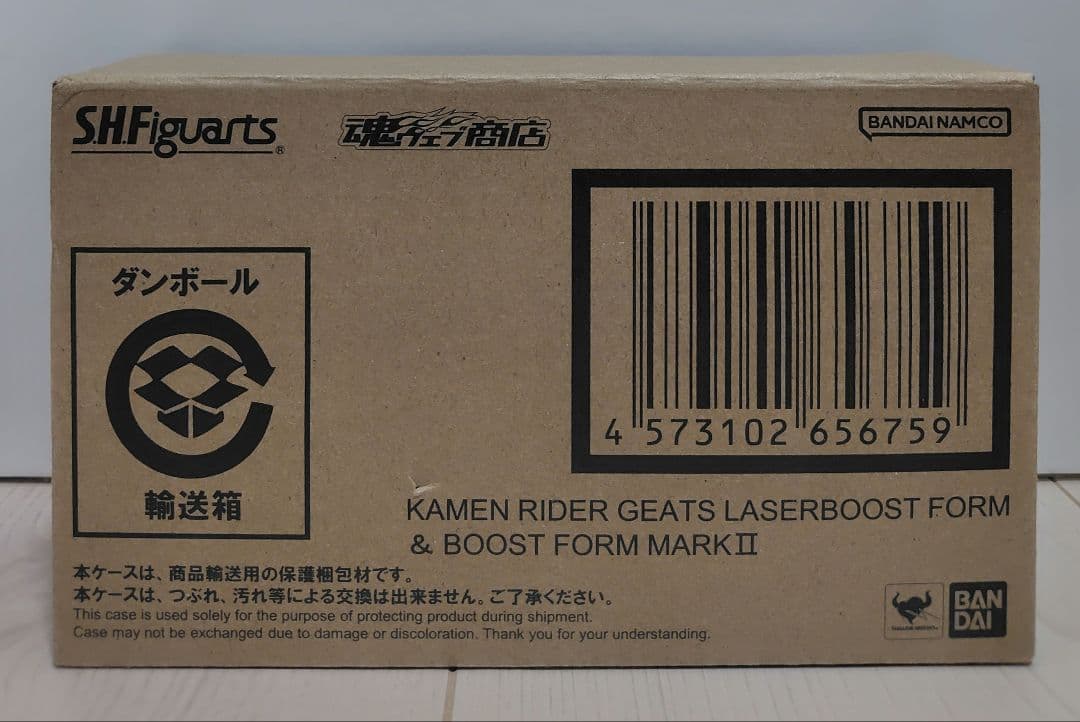 S.H.Figuarts®
魂ウェブ商店
BANDAI NAMCO
ダンボール
輸送箱
4 573102 656759
KAMEN RIDER GEATS LASERBOOST FORM
& BOOST FORM MARKⅡ
本ケースは、商品輸送用の保護梱包材です。
本ケースは、つぶれ、汚れ等による交換は出来ません。ご了承ください。
This case is used solely for the purpose of protecting product during shipment.
Case may not be exchanged due to damage or discoloration. Thank you for your understanding.
BAN
DAI